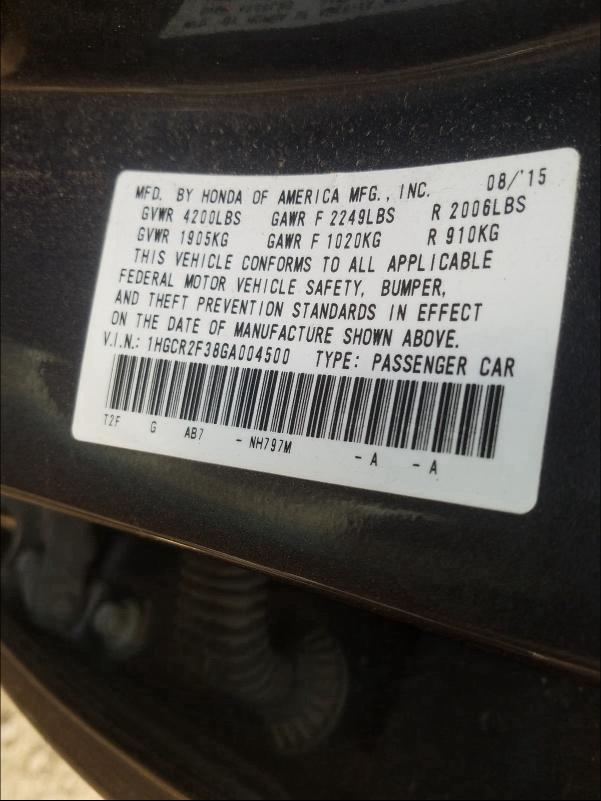 MFD. BY HONDA OF AMERICA MFG., INC. 08/'15
GVWR 4200LBS GAWR F 2249LBS R 2006LBS
GVWR 1905KG GAWR F 1020KG R 910KG
THIS VEHICLE CONFORMS TO ALL APPLICABLE
FEDERAL MOTOR VEHICLE SAFETY, BUMPER,
AND THEFT PREVENTION STANDARDS IN EFFECT
ON THE DATE OF MANUFACTURE SHOWN ABOVE.
V.I.N.: 1HGCR2F38GA004500 TYPE: PASSENGER CAR
T2F G AB7 - NH797M - A - A